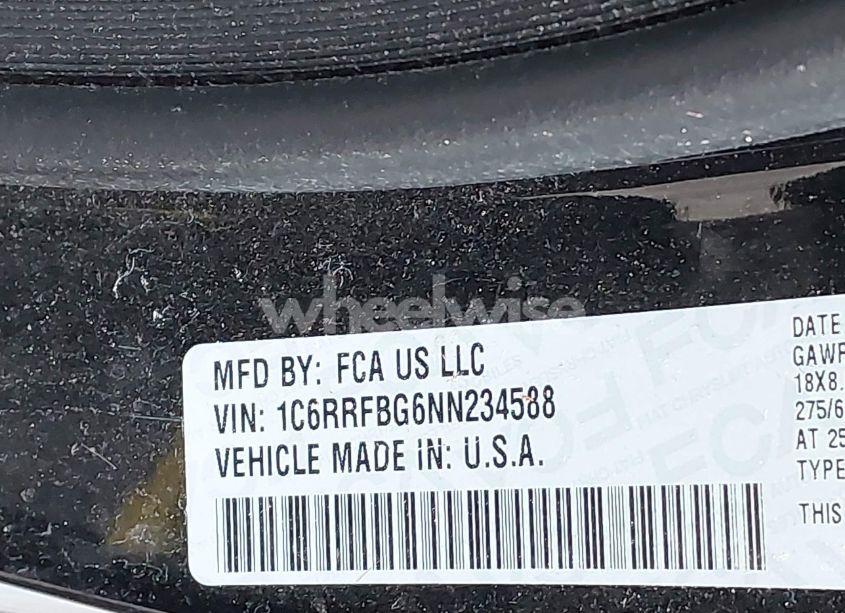 wheelwise
MFD BY: FCA US LLC
VIN: 1C6RRFBG6NN234588
VEHICLE MADE IN: U.S.A.
DATE
GAWR
18X8.
275/6
AT 25
TYPE
THIS